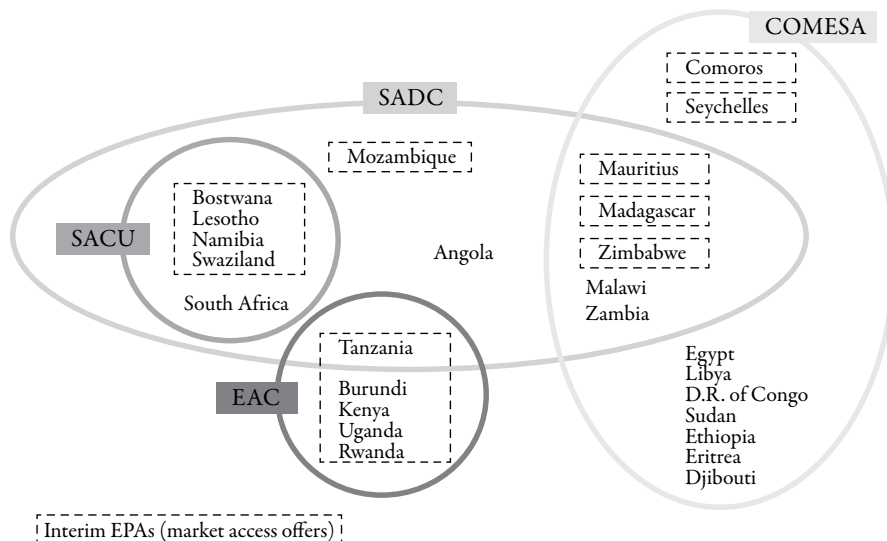 COMESA
Comoros
Seychelles
SADC
Mozambique
Mauritius
Madagascar
Zimbabwe
Malawi
Zambia
SACU
Bostwana
Lesotho
Namibia
Swaziland
South Africa
Angola
EAC
Tanzania
Burundi
Kenya
Uganda
Rwanda
Egypt
Libya
D.R. of Congo
Sudan
Ethiopia
Eritrea
Djibouti
Interim EPAs (market access offers)